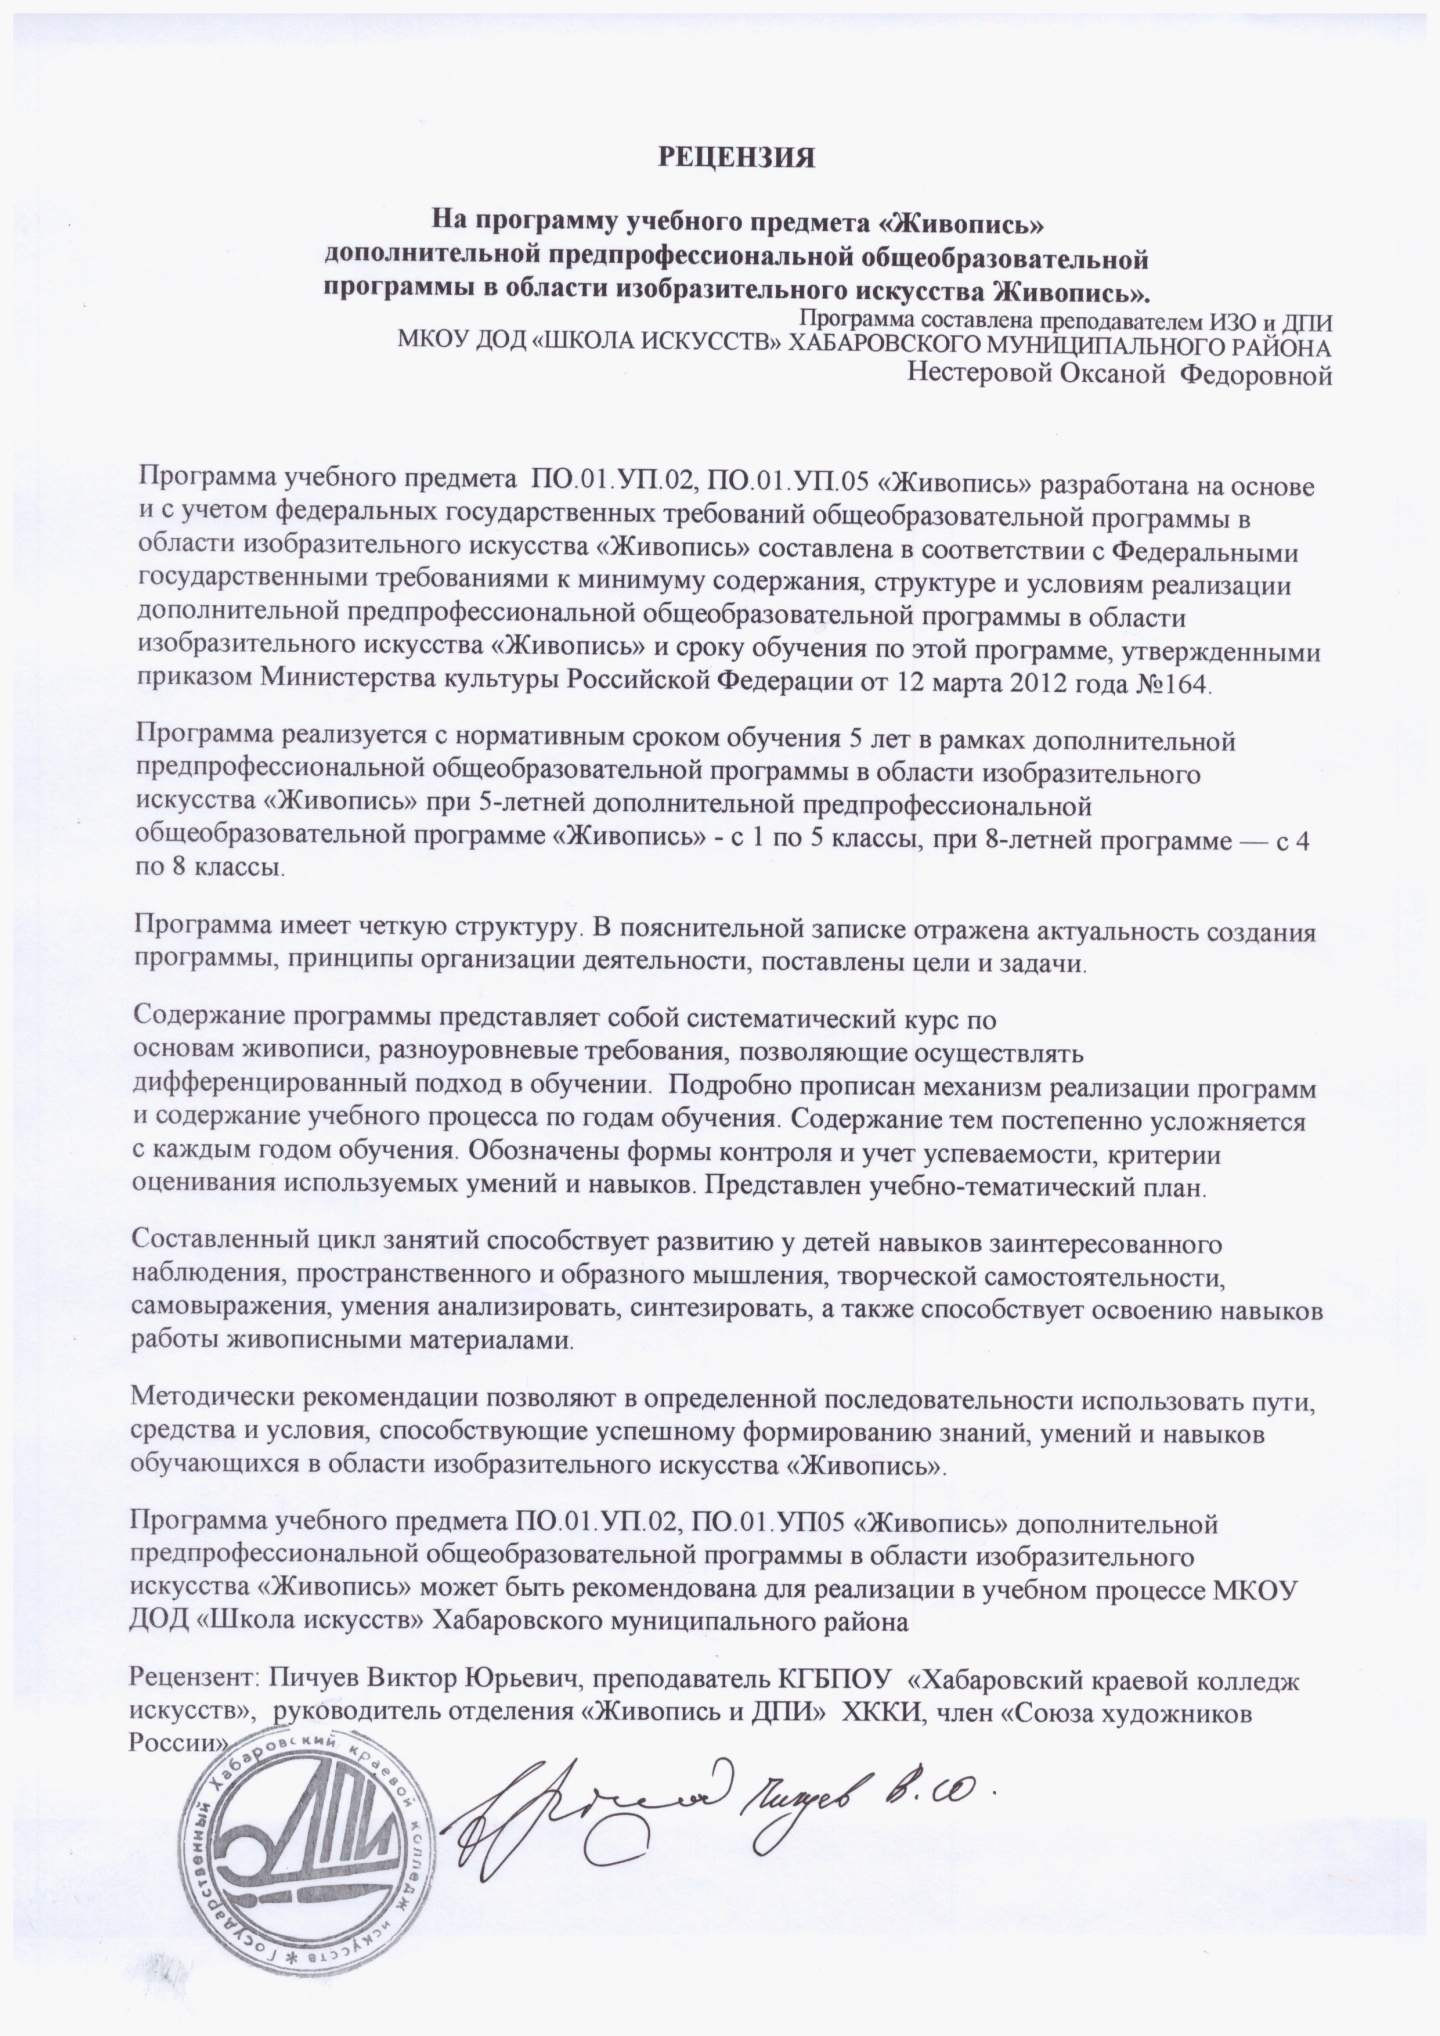 РЕЦЕНЗИЯ
На программу учебного предмета «Живопись»
дополнительной предпрофессиональной общеобразовательной
программы в области изобразительного искусства Живопись».
Программа составлена преподавателем ИЗО и ДПИ
МКОУ ДОД «ШКОЛА ИСКУССТВ» ХАБАРОВСКОГО МУНИЦИПАЛЬНОГО РАЙОНА
Нестеровой Оксаной Федоровной
Программа учебного предмета ПО.01.УП.02, ПО.01.УП.05 «Живопись» разработана на основе
и с учетом федеральных государственных требований общеобразовательной программы в
области изобразительного искусства «Живопись» составлена в соответствии с Федеральными
государственными требованиями к минимуму содержания, структуре и условиям реализации
дополнительной предпрофессиональной общеобразовательной программы в области
изобразительного искусства «Живопись» и сроку обучения по этой программе, утвержденными
приказом Министерства культуры Российской Федерации от 12 марта 2012 года №164.
Программа реализуется с нормативным сроком обучения 5 лет в рамках дополнительной
предпрофессиональной общеобразовательной программы в области изобразительного
искусства «Живопись» при 5-летней дополнительной предпрофессиональной
общеобразовательной программе «Живопись» - с 1 по 5 классы, при 8-летней программе — с 4
по 8 классы.
Программа имеет четкую структуру. В пояснительной записке отражена актуальность создания
программы, принципы организации деятельности, поставлены цели и задачи.
Содержание программы представляет собой систематический курс по
основам живописи, разноуровневые требования, позволяющие осуществлять
дифференцированный подход в обучении. Подробно прописан механизм реализации программ
и содержание учебного процесса по годам обучения. Содержание тем постепенно усложняется
с каждым годом обучения. Обозначены формы контроля и учет успеваемости, критерии
оценивания используемых умений и навыков. Представлен учебно-тематический план.
Составленный цикл занятий способствует развитию у детей навыков заинтересованного
наблюдения, пространственного и образного мышления, творческой самостоятельности,
самовыражения, умения анализировать, синтезировать, а также способствует освоению навыков
работы живописными материалами.
Методически рекомендации позволяют в определенной последовательности использовать пути,
средства и условия, способствующие успешному формированию знаний, умений и навыков
обучающихся в области изобразительного искусства «Живопись».
Программа учебного предмета ПО.01.УП.02, ПО.01.УП05 «Живопись» дополнительной
предпрофессиональной общеобразовательной программы в области изобразительного
искусства «Живопись» может быть рекомендована для реализации в учебном процессе МКОУ
ДОД «Школа искусств» Хабаровского муниципального района
Рецензент: Пичуев Виктор Юрьевич, преподаватель КГБПОУ «Хабаровский краевой колледж
искусств», руководитель отделения «Живопись и ДПИ» ХККИ, член «Союза художников
России»
Государственный Хабаровский краевой колледж искусств *
ДПИ
Пичуев В.Ю.